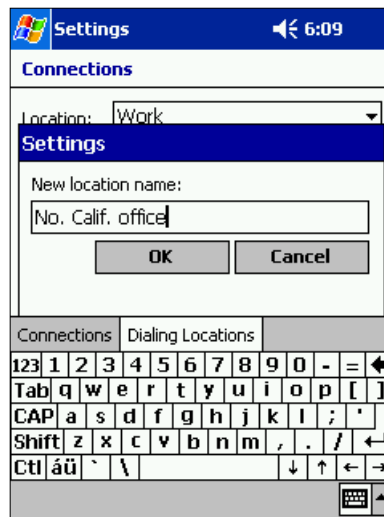 Settings 6:09
Connections
Location: Work
Settings
New location name:
No. Calif. office
OK Cancel
Connections Dialing Locations
123 1 2 3 4 5 6 7 8 9 0 - =
Tab q w e r t y u i o p [ ]
CAP a s d f g h j k l ; '
Shift z x c v b n m , . /
Ctl áü ` \ ↓ ↑ ← →